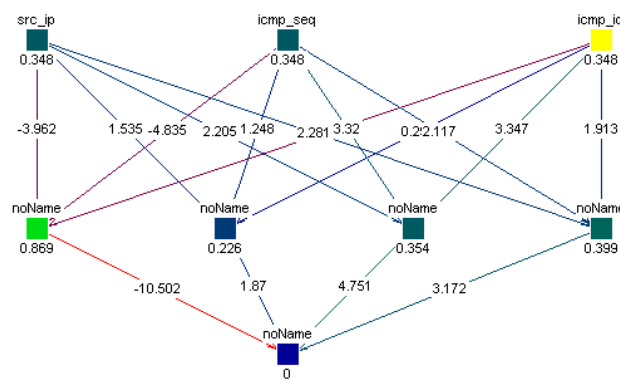 src_ip icmp_seq icmp_id
0.348 0.348 0.348
-3.962 1.535 -4.835 2.205 1.248 2.281 3.32 2.117 3.347 1.913
noName noName noName noName
0.869 0.226 0.354 0.399
-10.502 1.87 4.751 3.172
noName
0